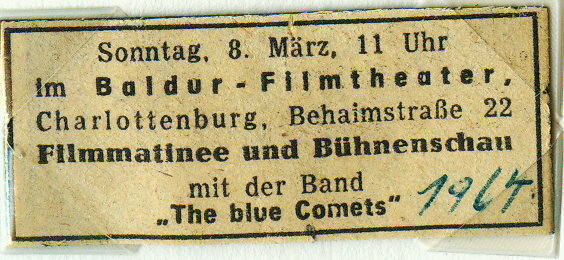 Sonntag, 8. März, 11 Uhr
im Baldur-Filmtheater,
Charlottenburg, Behaimstraße 22
Filmmatinee und Bühnenschau
mit der Band
„The blue Comets“ 1964.